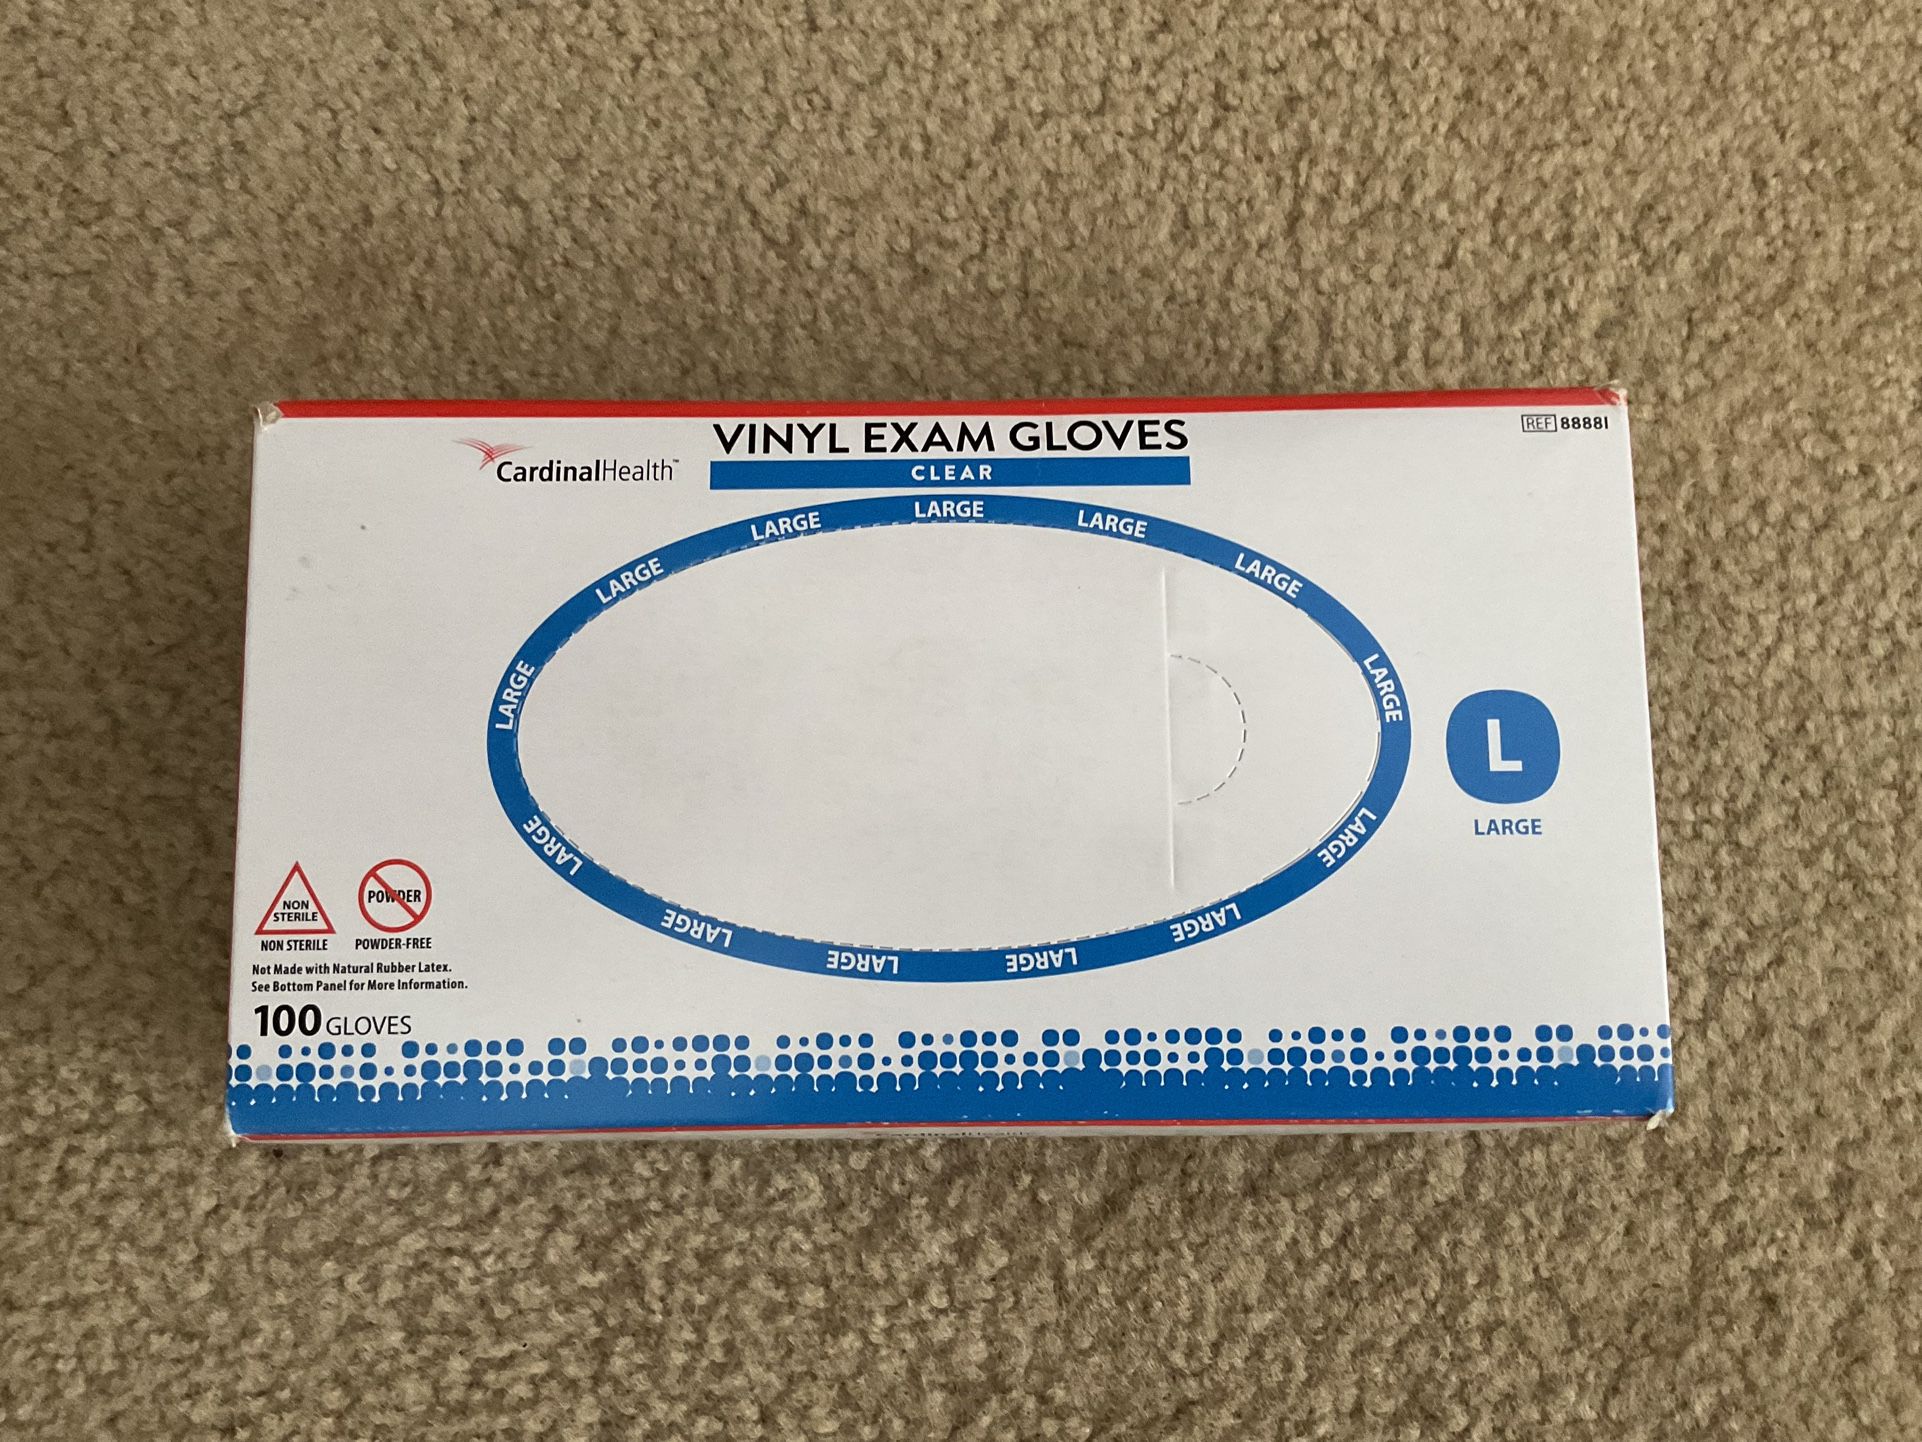 CardinalHealth™
VINYL EXAM GLOVES
CLEAR
REF 88881
LARGE
LARGE
LARGE
LARGE
LARGE
LARGE
LARGE
LARGE
LARGE
LARGE
LARGE
LARGE
LARGE
L
LARGE
NON
STERILE
NON STERILE
POWDER
POWDER-FREE
Not Made with Natural Rubber Latex.
See Bottom Panel for More Information.
100 GLOVES
CardinalHealth